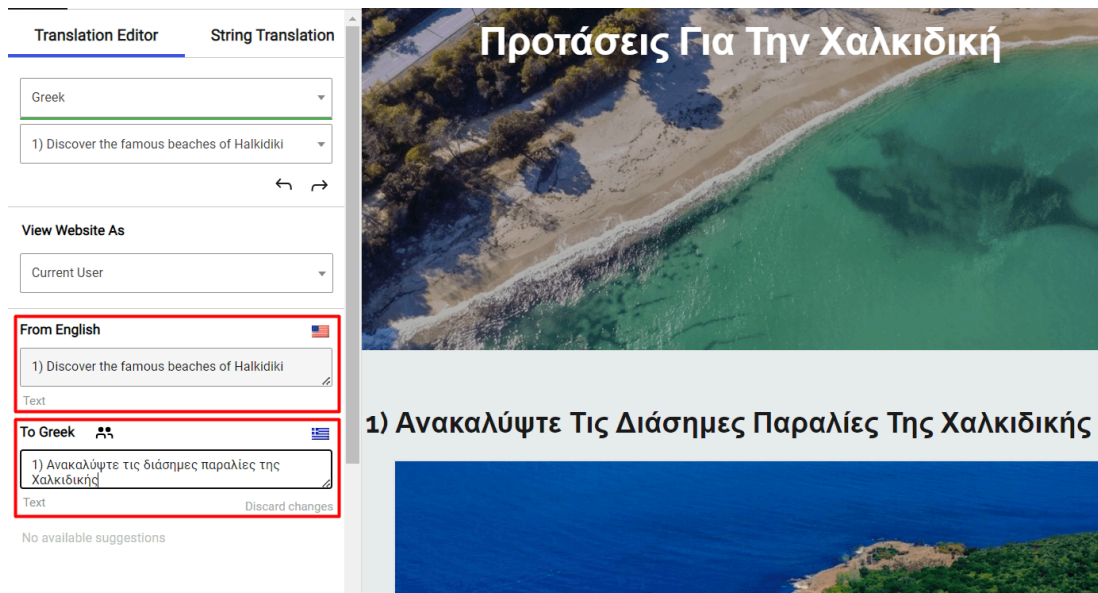 Translation Editor
String Translation
Greek
1) Discover the famous beaches of Halkidiki
View Website As
Current User
From English
1) Discover the famous beaches of Halkidiki
Text
To Greek
1) Ανακαλύψτε τις διάσημες παραλίες της
Χαλκιδικής
Text
Discard changes
No available suggestions
Προτάσεις Για Την Χαλκιδική
1) Ανακαλύψτε Τις Διάσημες Παραλίες Της Χαλκιδικής